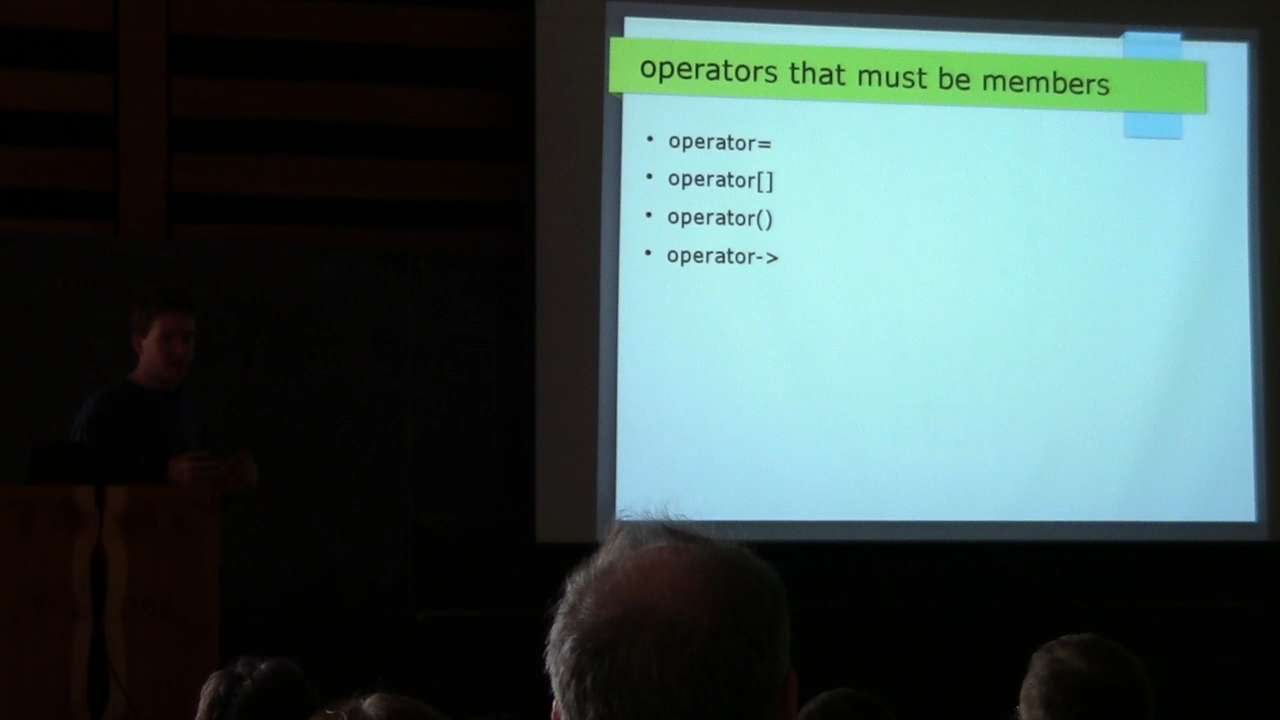 operators that must be members
• operator=
• operator[]
• operator()
• operator->